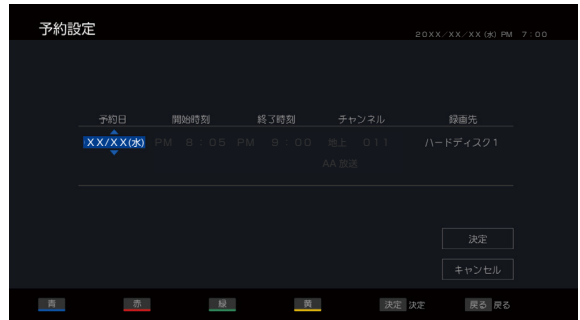 予約設定
20XX/XX/XX (水) PM 7:00
予約日 開始時刻 終了時刻 チャンネル 録画先
XX/XX(水) PM 8:05 PM 9:00 地上 011 ハードディスク1
AA 放送
決定
キャンセル
青 赤 緑 黄 決定 決定 戻る 戻る